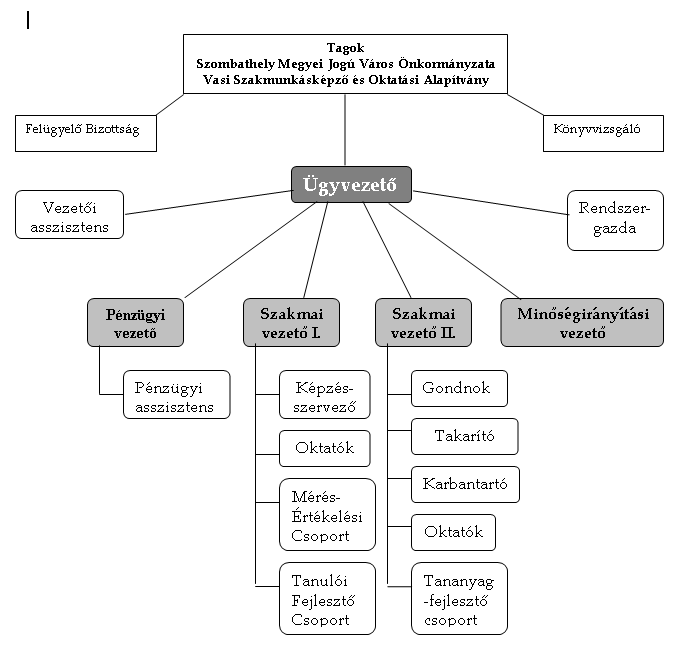 Tagok
Szombathely Megyei Jogú Város Önkormányzata
Vasi Szakmunkásképző és Oktatási Alapítvány
Felügyelő Bizottság
Könyvvizsgáló
Ügyvezető
Vezetői
asszisztens
Rendszer-
gazda
Pénzügyi
vezető
Szakmai
vezető I.
Szakmai
vezető II.
Minőségirányítási
vezető
Pénzügyi
asszisztens
Képzés-
szervező
Oktatók
Mérés-
Értékelési
Csoport
Tanulói
Fejlesztő
Csoport
Gondnok
Takarító
Karbantartó
Oktatók
Tananyag
-fejlesztő
csoport